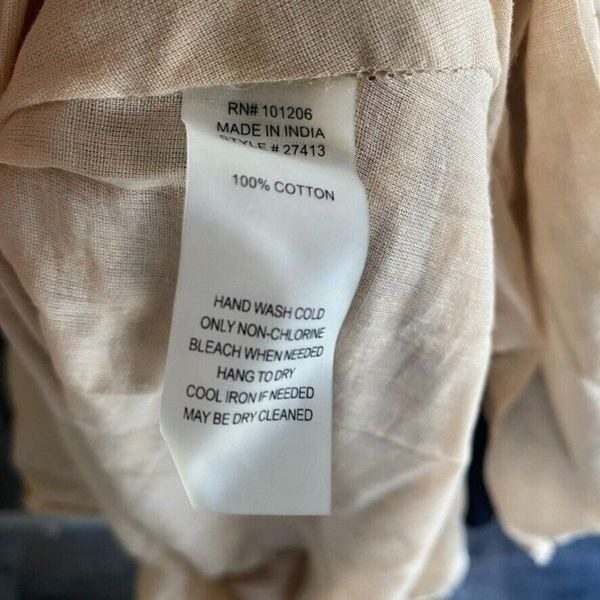 RN# 101206
MADE IN INDIA
STYLE # 27413
100% COTTON
HAND WASH COLD
ONLY NON-CHLORINE
BLEACH WHEN NEEDED
HANG TO DRY
COOL IRON IF NEEDED
MAY BE DRY CLEANED